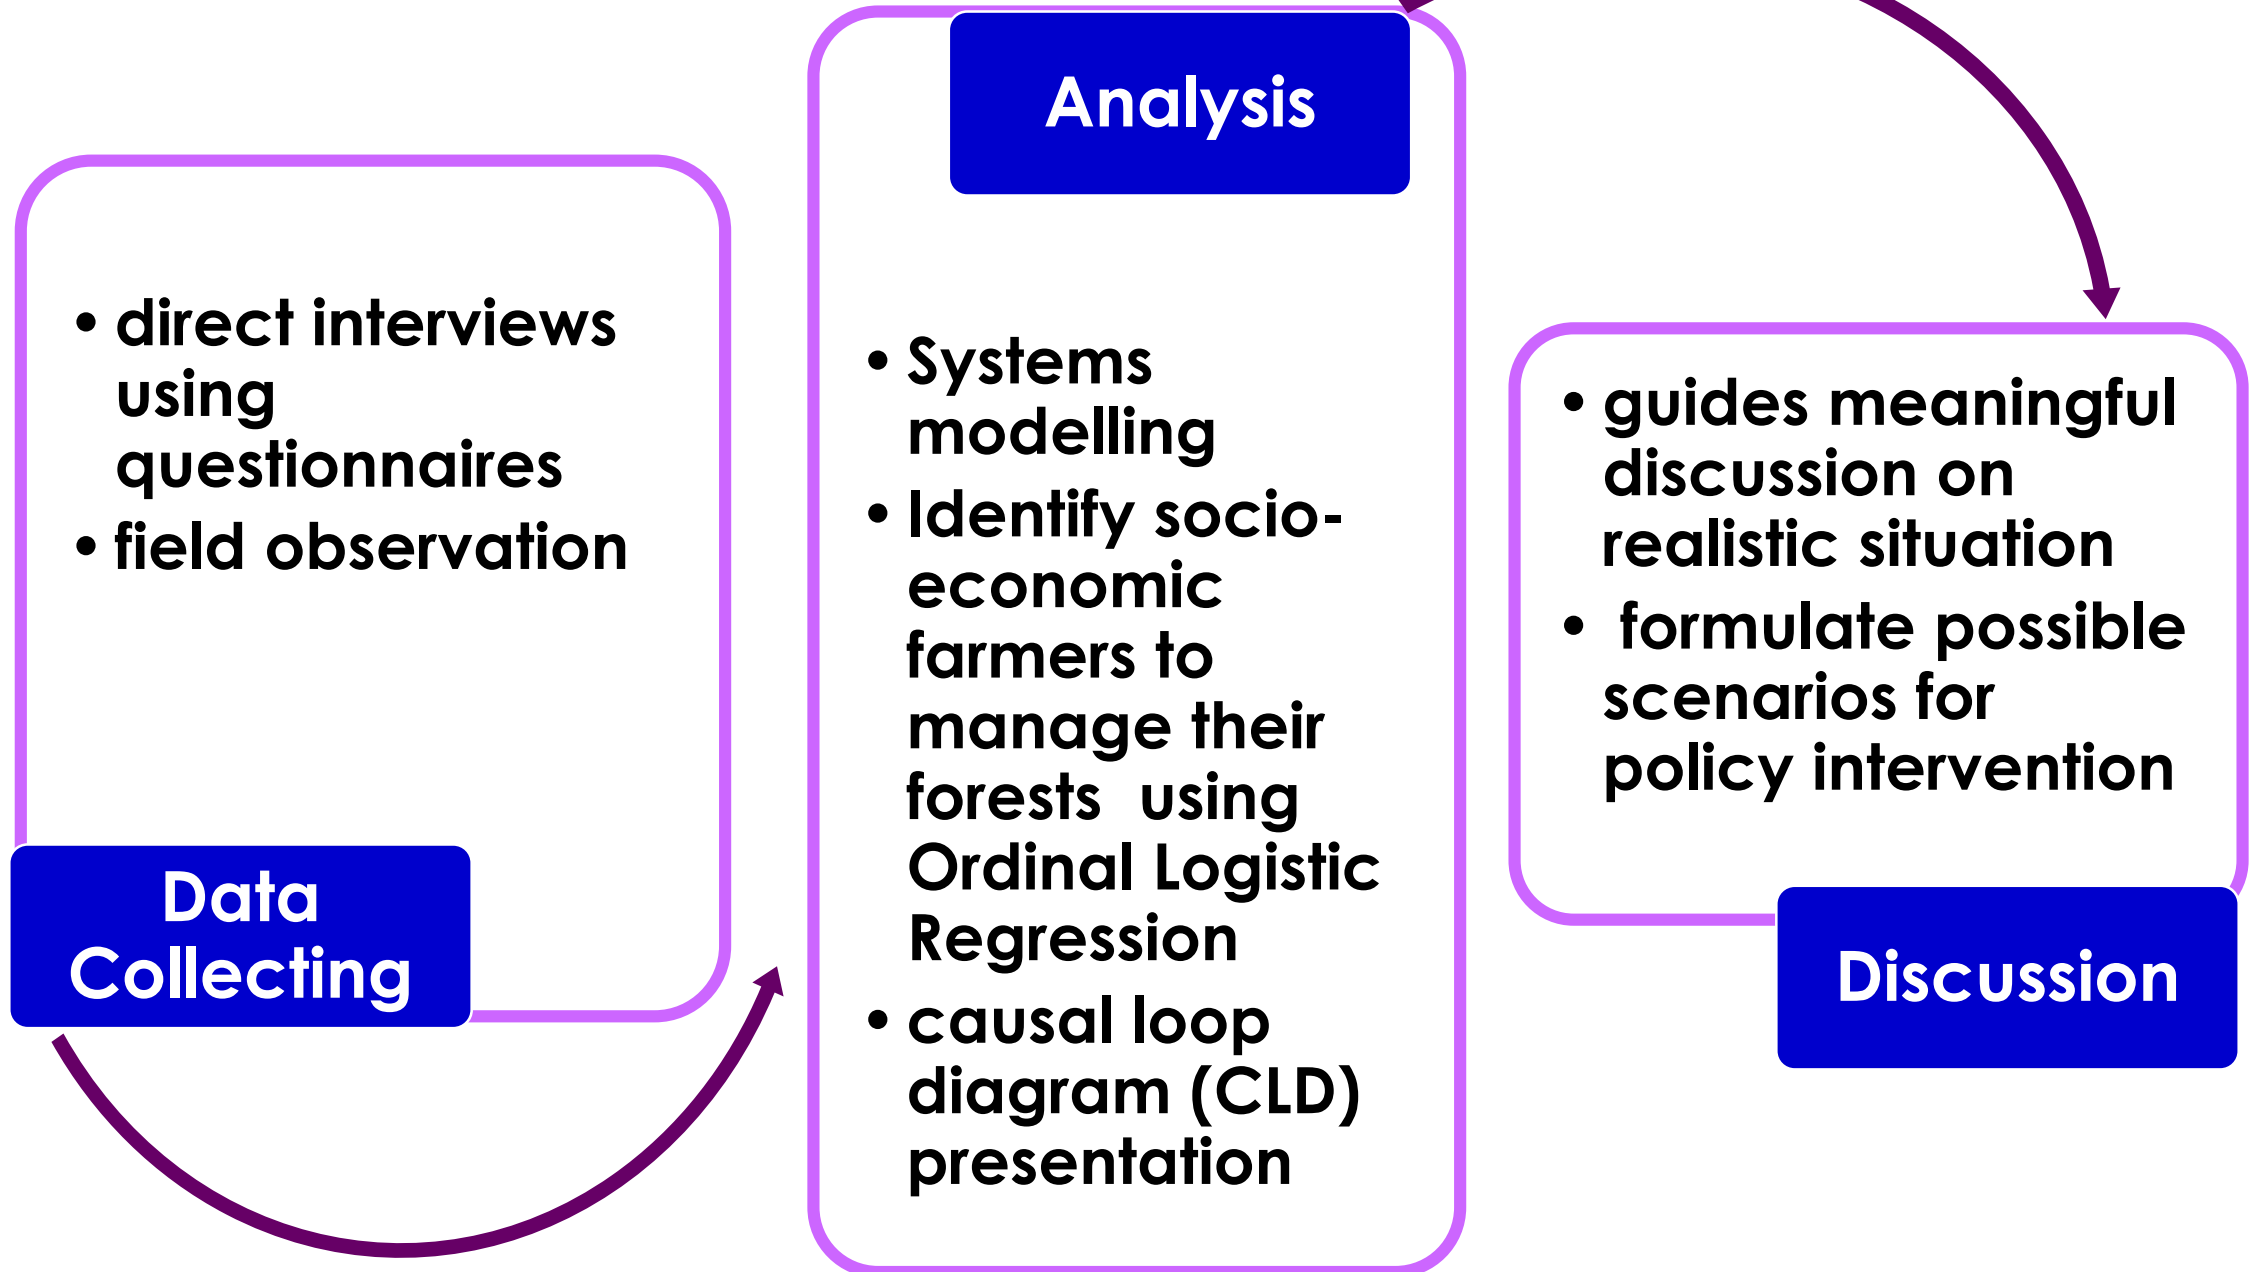 • direct interviews
using
questionnaires
• field observation
Data
Collecting
Analysis
• Systems
modelling
• Identify socio-
economic
farmers to
manage their
forests using
Ordinal Logistic
Regression
• causal loop
diagram (CLD)
presentation
• guides meaningful
discussion on
realistic situation
• formulate possible
scenarios for
policy intervention
Discussion